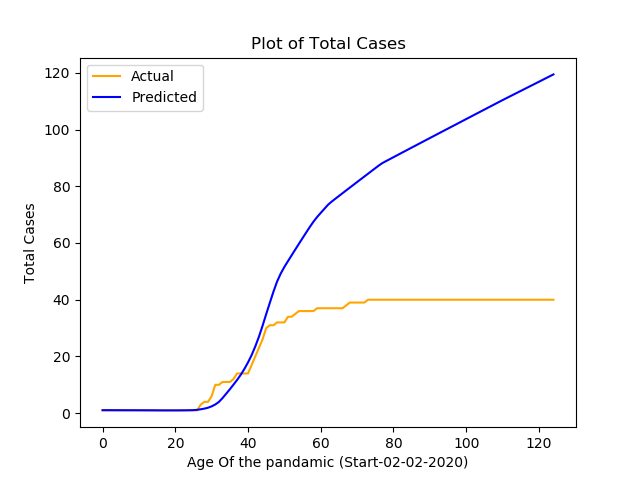 Plot of Total Cases
Actual
Predicted
120
100
80
60
40
20
0
Total Cases
0 20 40 60 80 100 120
Age Of the pandamic (Start-02-02-2020)